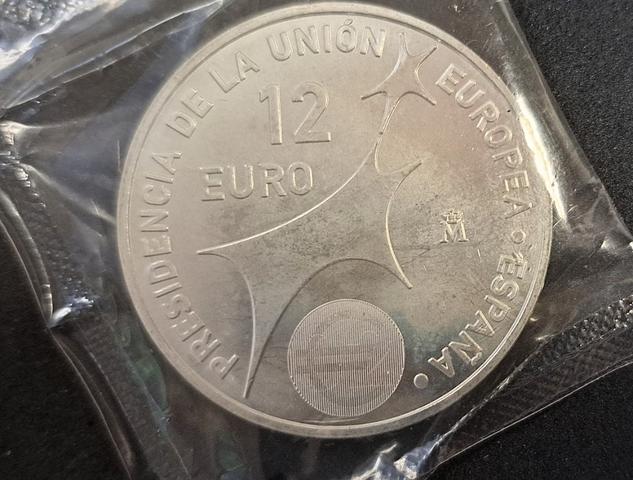 PRESIDENCIA DE LA UNIÓN EUROPEA • ESPAÑA •
12
EURO
M